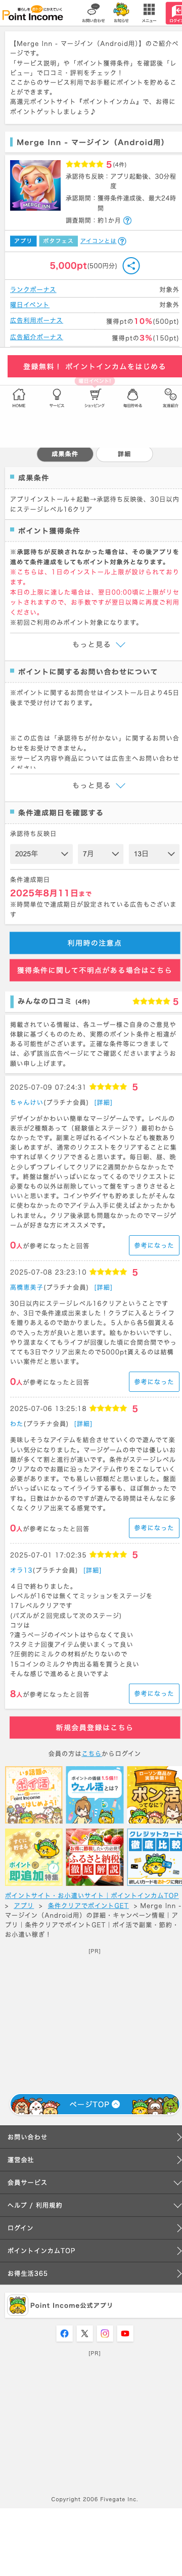 暮らしを+にかえていく
Point Income
お問い合わせ
お知らせ
メニュー
【Merge Inn - マージイン（Android用）】のご紹介ページです。
「サービス説明」や「ポイント獲得条件」を確認後「レビュー」で口コミ・評判をチェック！
ここからのサービス利用でお手軽にポイントを貯めることができます。
高還元ポイントサイト『ポイントインカム』で、お得にポイントゲットしましょう♪
Merge Inn - マージイン（Android用）
5(4件)
承認待ち反映：アプリ起動後、30分程度
承認期間：獲得条件達成後、最大24時間
調査期間：約1か月
MERGE INN
アプリ
ポタフェス
アイコンとは
5,000pt(500円分)
ランクボーナス
対象外
曜日イベント
対象外
広告利用ボーナス
獲得ptの10%(500pt)
広告紹介ボーナス
獲得ptの3%(150pt)
登録無料！ ポイントインカムをはじめる
HOME
サービス
ショッピング
毎日貯める
友達紹介
成果条件
詳細
成果条件
アプリインストール＋起動→承認待ち反映後、30日以内にステージレベル16クリア
ポイント獲得条件
※承認待ちが反映されなかった場合は、その後アプリを進めて条件達成をしてもポイント対象外となります。
※こちらは、1日のインストール上限が設けられております。
本日の上限に達した場合は、翌日00:00頃に上限がリセットされますので、お手数ですが翌日以降に再度ご利用ください。
※初回ご利用のみポイント対象になります。
もっと見る
ポイントに関するお問い合わせについて
※ポイントに関するお問合せはインストール日より45日後まで受け付けております。
※この広告は「承認待ちが付かない」に関するお問い合わせをお受けできません。
※サービス内容や商品については広告主へお問い合わせください
もっと見る
条件達成期日を確認する
承認待ち反映日
2025年
7月
13日
条件達成期日
2025年8月11日まで
※時間単位で達成期日が設定されている広告もございます
利用時の注意点
獲得条件に関して不明点がある場合はこちら
みんなの口コミ (4件)
5
掲載されている情報は、各ユーザー様ご自身のご意見や体験に基づくもののため、実際のポイント条件と相違がある可能性がございます。正確な条件等につきましては、必ず該当広告ページにてご確認くださいますようお願い申し上げます。
2025-07-09 07:24:31
5
ちゃんけい(プラチナ会員) [詳細]
デザインがかわいい簡単なマージゲームです。レベルの表示が2種類あって（経験値とステージ？）最初わからなかったです。副業と呼ばれるイベントなども複数あり楽しめますが、通常のクリエストをクリアすることが早くレベルアップできると思います。毎日朝、昼、晩と少しずつプレイしてクリアに2週間かからなかったです。終盤は盤がいっぱいになってくるのでクリエストに必要なもの以外は削除していって盤をすっきりさせるといいと思います。コインやダイヤも貯めましたがそんなに使わなかったのでアイテム入手に使えばよかったかもしれません。クリア後承認も問題なかったのでマージゲームが好きな方にオススメです。
0人が参考になったと回答
参考になった
2025-07-08 23:23:10
5
高橋恵美子(プラチナ会員) [詳細]
30日以内にステージレベル16クリアということですが、3日で条件達成出来ました！クラブに入るとライフを贈りあえる効率よかったし、5人から各5個貰えるので入った方が良いと思います。絵もかわいいですし、やり過ぎなくてもライフが回復した頃に合間合間でやっっても3日でクリア出来たので5000pt貰えるのは結構いい案件だと思います。
0人が参考になったと回答
参考になった
2025-07-06 13:25:18
5
わた(プラチナ会員) [詳細]
美味しそうなアイテムを結合させていくので遊んでて楽しい気分になりました。マージゲームの中では優しいお題が多くて割と進行が速いです。条件がステージレベルクリアなのでお題に沿ったアイテム作りをこなしていくことになるので、考えも易しい部類だと思いました。盤面がいっぱいになってイライラしてきても、ほぼ御邪魔かすね。日数はかかるのですが遊んでる時間はそんなに多くなくクリア出来てる感覚です。
0人が参考になったと回答
参考になった
2025-07-01 17:02:35
5
オラ13(プラチナ会員) [詳細]
４日で終わりました。
レベルが16では軽くてミッションをステージを
17レベルクリアです
(パズルが２回完成して次のステージ)
コツは
?違うページのイベントはやらなくて良い
?スタミナ回復アイテム使いまくって良い
?圧倒的にミルクの材料がたりないので
15コインのミルクや肉出る箱を買うと良い
そんな感じで進めると良いですよ
8人が参考になったと回答
参考になった
新規会員登録はこちら
会員の方はこちらからログイン
ポイントサイト・お小遣いサイト｜ポイントインカムTOP
> アプリ > 条件クリアでポイントGET > Merge Inn - マージイン（Android用）の詳細・キャンペーン情報｜アプリ｜条件クリアでポイントGET｜ポイ活で副業・節約・お小遣い稼ぎ！
[PR]
ページTOP
お問い合わせ
運営会社
会員サービス
ヘルプ / 利用規約
ログイン
ポイントインカムTOP
お得生活365
Point Income公式アプリ
[PR]
Copyright 2006 Fivegate Inc.